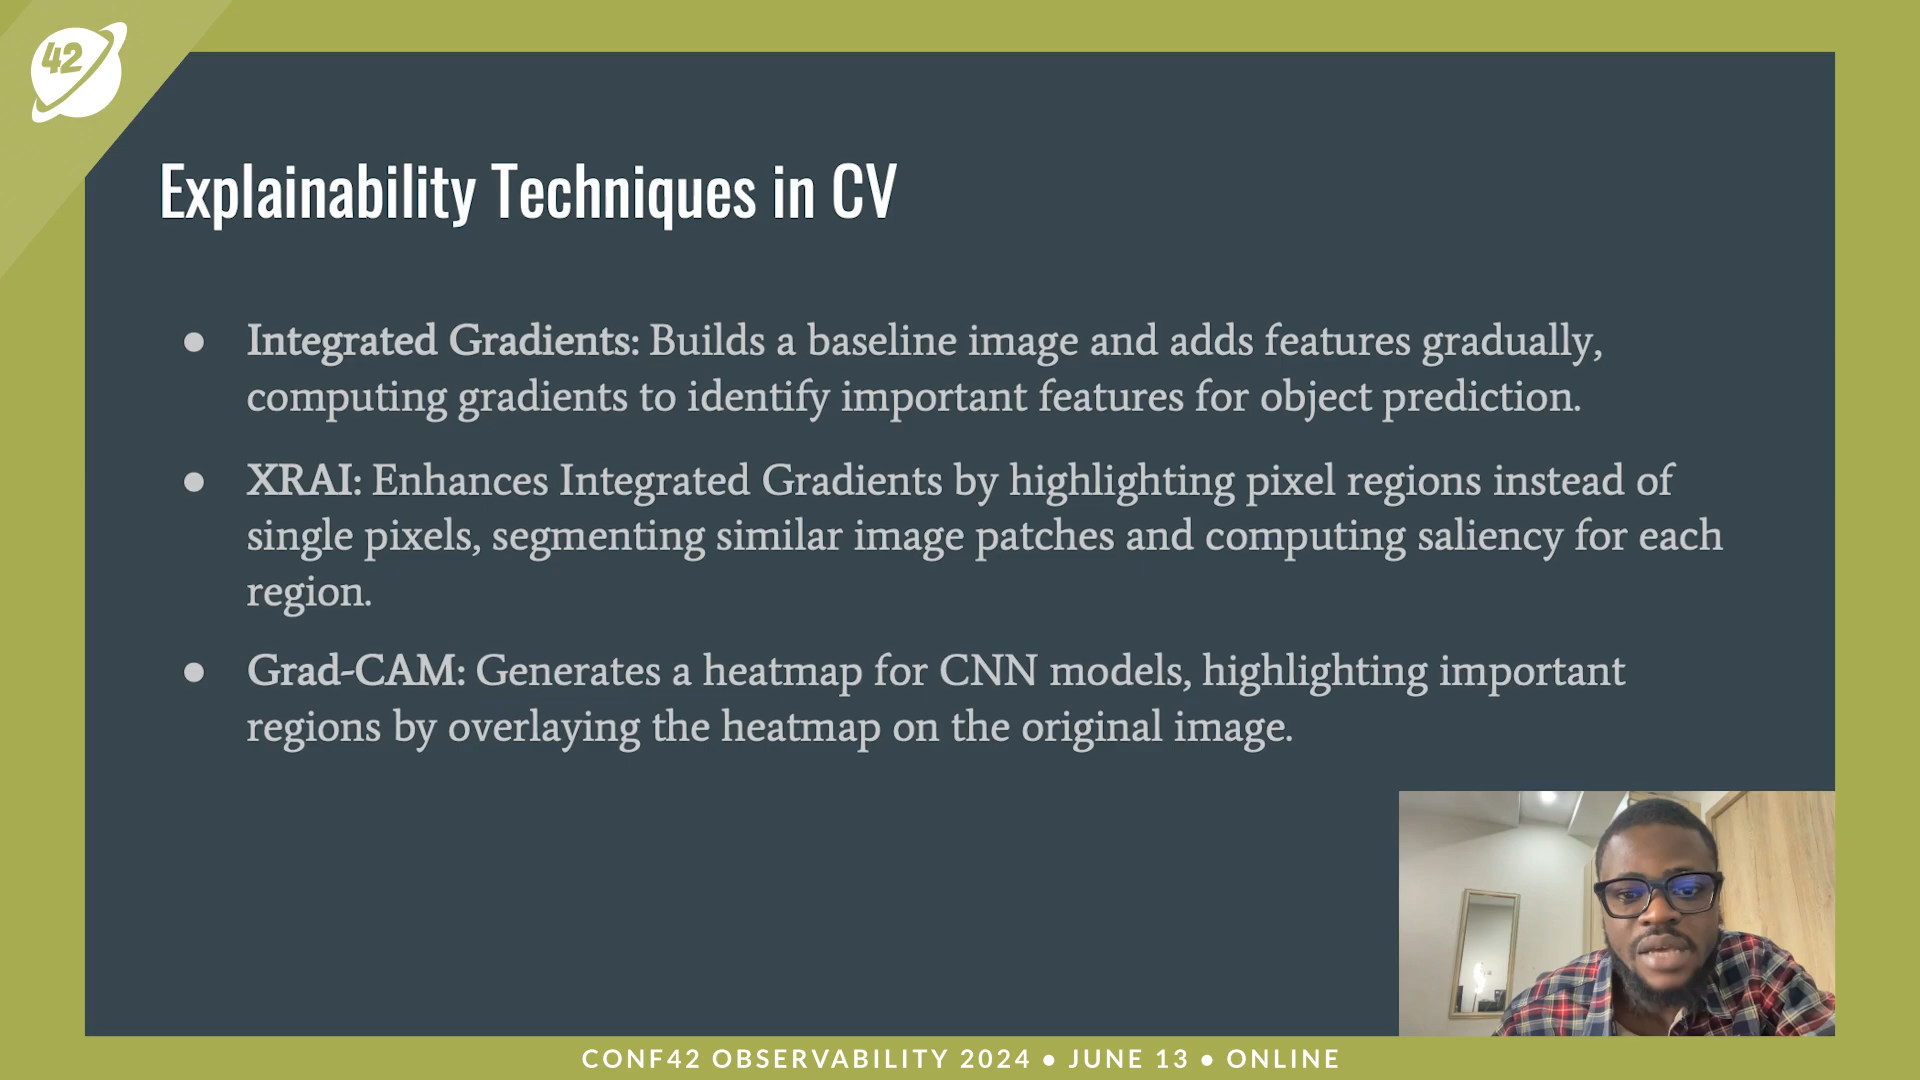 42
Explainability Techniques in CV
● Integrated Gradients: Builds a baseline image and adds features gradually,
computing gradients to identify important features for object prediction.
● XRAI: Enhances Integrated Gradients by highlighting pixel regions instead of
single pixels, segmenting similar image patches and computing saliency for each
region.
● Grad-CAM: Generates a heatmap for CNN models, highlighting important
regions by overlaying the heatmap on the original image.
CONF42 OBSERVABILITY 2024 ● JUNE 13 ● ONLINE